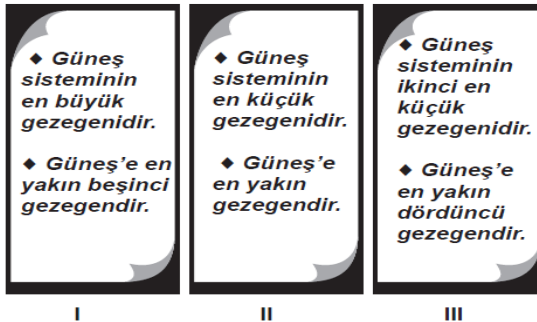 ◆ Güneş
sisteminin
en büyük
gezegenidir.
◆ Güneş'e en
yakın beşinci
gezegendir.
I
◆ Güneş
sisteminin
en küçük
gezegenidir.
◆ Güneş'e
en yakın
gezegendir.
II
◆ Güneş
sisteminin
ikinci en
küçük
gezegenidir.
◆ Güneş'e
en yakın
dördüncü
gezegendir.
III